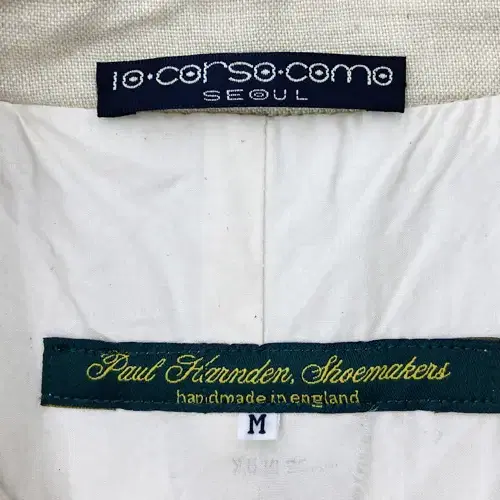 10·corso·como
SEOUL
Paul Harnden, Shoemakers
handmade in england
M